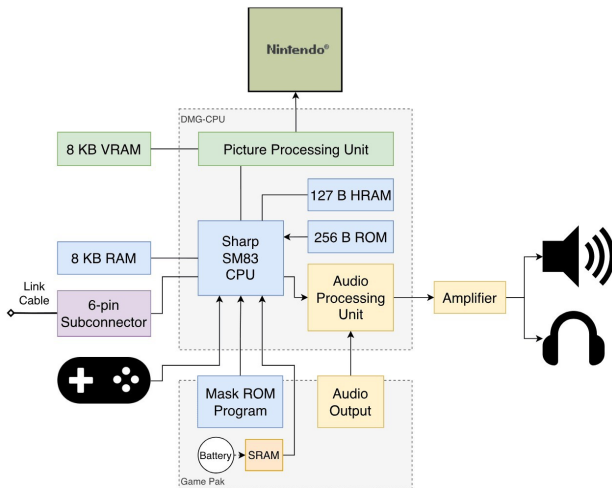 Nintendo®
DMG-CPU
8 KB VRAM
Picture Processing Unit
127 B HRAM
Sharp
SM83
CPU
256 B ROM
8 KB RAM
Link
Cable
6-pin
Subconnector
Audio
Processing
Unit
Amplifier
Mask ROM
Program
Audio
Output
Battery
SRAM
Game Pak